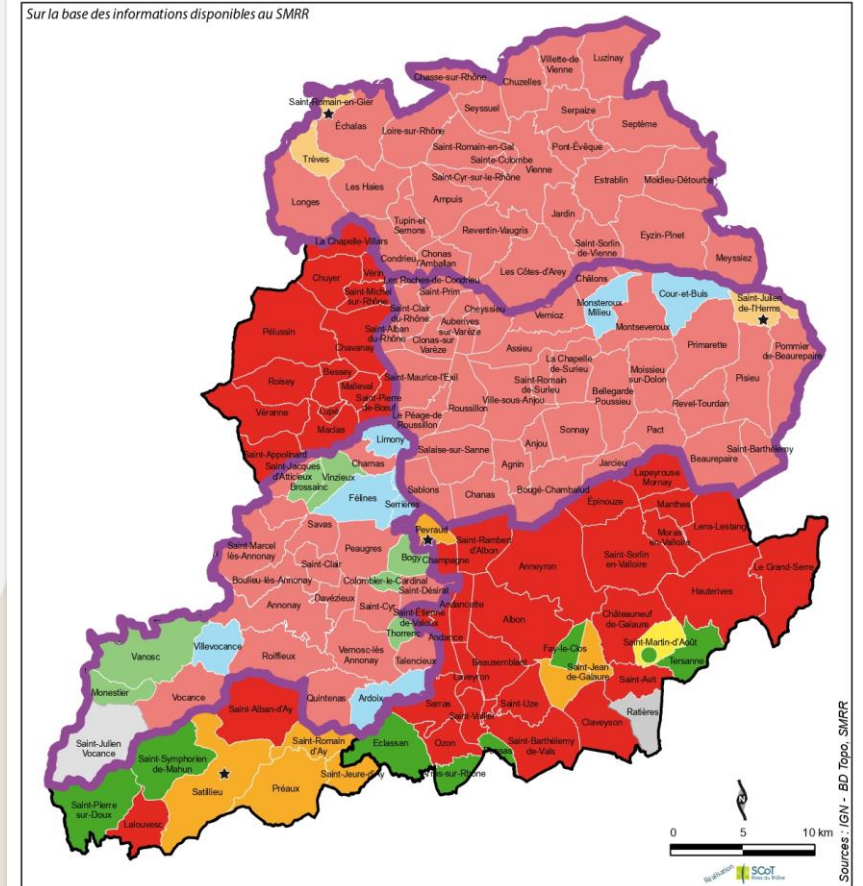 Sur la base des informations disponibles au SMRR
Luzinay
Villette-de
Vienne
Chasse-sur-Rhône
Chuzelles
Saint-Romain-en-Gier
Seyssuel
Serpaize
Échalas
Loire-sur-Rhône
Septème
Saint-Romain-en-Gal
Pont-Évêque
Trèves
Sainte-Colombe
Vienne
Saint-Cyr-sur-le-Rhône
Estrablin
Moidieu-Détourbe
Les Haies
Longes
Ampuis
Jardin
Tupin-et
Semons
Reventin-Vaugris
Eyzin-Pinet
La Chapelle-Villars
Saint-Sorlin
de-Vienne
Condrieu
Chonas
l'Amballan
Meyssiez
Les Côtes-d'Arey
Chuyer
Vérin
Les Roches-de-Condrieu
Châlons
Saint-Michel
sur-Rhône
Saint-Prim
Monsteroux
Milieu
Cour-et-Buis
Saint-Julien
de-l'Herms
Saint-Clair
du-Rhône
Cheyssieu
Vernioz
Pélussin
Saint-Alban
du-Rhône
Auberives
sur-Varèze
Montseveroux
Chavanay
Clonas-sur
Varèze
Assieu
Primarette
Pommier
de-Beaurepaire
Roisey
Bessey
Saint-Maurice-l'Exil
La Chapelle
de-Surieu
Moissieu
sur-Dolon
Malleval
Saint-Romain
de-Surieu
Pisieu
Véranne
Lupé
Saint-Pierre
de-Bœuf
Le Péage-de
Roussillon
Roussillon
Ville-sous-Anjou
Bellegarde
Poussieu
Revel-Tourdan
Maclas
Sonnay
Pact
Saint-Appolinard
Limony
Salaise-sur-Sanne
Anjou
Saint-Barthélemy
Saint-Jacques
d'Atticieux
Charnas
Agnin
Jarcieu
Beaurepaire
Brossainc
Vinzieux
Sablons
Chanas
Bougé-Chambalud
Lapeyrouse
Mornay
Félines
Serrières
Épinouze
Manthes
Savas
Peyraud
Lens-Lestang
Saint-Marcel
lès-Annonay
Peaugres
Saint-Rambert
d'Albon
Moras
en-Valloire
Saint-Clair
Bogy
Champagne
Anneyron
Saint-Sorlin
en-Valloire
Le Grand-Serre
Boulieu-lès-Annonay
Colombier-le-Cardinal
Saint-Désirat
Hauterives
Annonay
Davézieux
Saint-Cyr
Andancette
Saint-Étienne
de-Valoux
Albon
Châteauneuf
de-Galaure
Thorrenc
Andance
Saint-Martin-d'Août
Vanosc
Villevocance
Roiffieux
Vernosc-lès
Annonay
Talencieux
Beausemblant
Fay-le-Clos
Tersanne
Monestier
Laveyron
Saint-Jean
de-Galaure
Saint-Avit
Vocance
Quintenas
Ardoix
Sarras
Saint-Uze
Ratières
Saint-Alban-d'Ay
Saint-Vallier
Claveyson
Saint-Julien
Vocance
Saint-Romain
d'Ay
Eclassan
Ozon
Saint-Barthélemy
de-Vals
Saint-Symphorien
de-Mahun
Saint-Jeure-d'Ay
Satillieu
Préaux
Saint-Pierre
sur-Doux
Lalouvesc
0 5 10 km
Réalisation SCoT
Rives du Rhône
Sources : IGN - BD Topo, SMRR